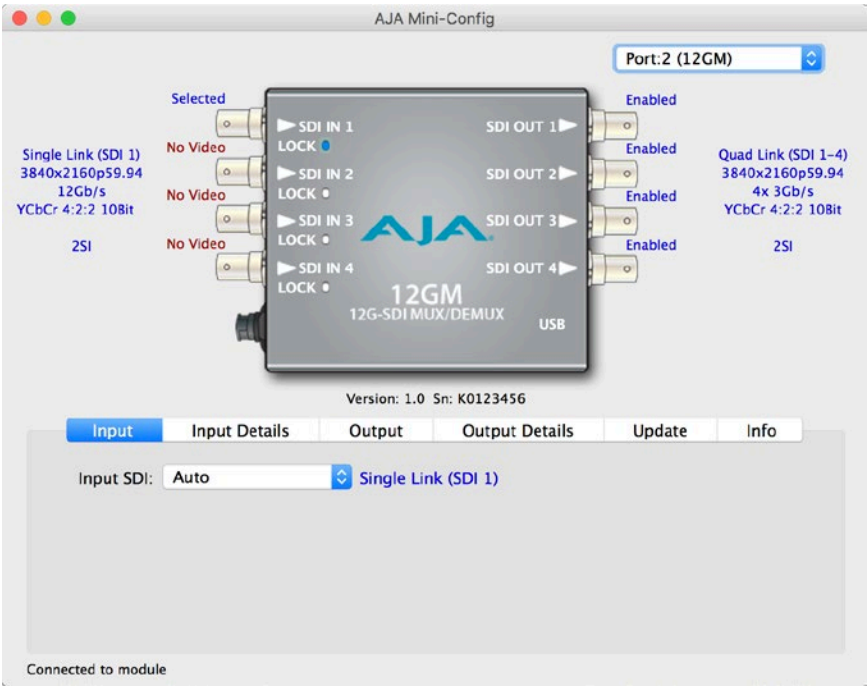 AJA Mini-Config
Port:2 (12GM)
Selected
No Video
No Video
No Video
Single Link (SDI 1)
3840x2160p59.94
12Gb/s
YCbCr 4:2:2 10Bit
2SI
SDI IN 1
LOCK
SDI IN 2
LOCK
SDI IN 3
LOCK
SDI IN 4
LOCK
SDI OUT 1
SDI OUT 2
SDI OUT 3
SDI OUT 4
AJA
12GM
12G-SDI MUX/DEMUX
USB
Enabled
Enabled
Enabled
Enabled
Quad Link (SDI 1-4)
3840x2160p59.94
4x 3Gb/s
YCbCr 4:2:2 10Bit
2SI
Version: 1.0 Sn: K0123456
Input Input Details Output Output Details Update Info
Input SDI: Auto Single Link (SDI 1)
Connected to module